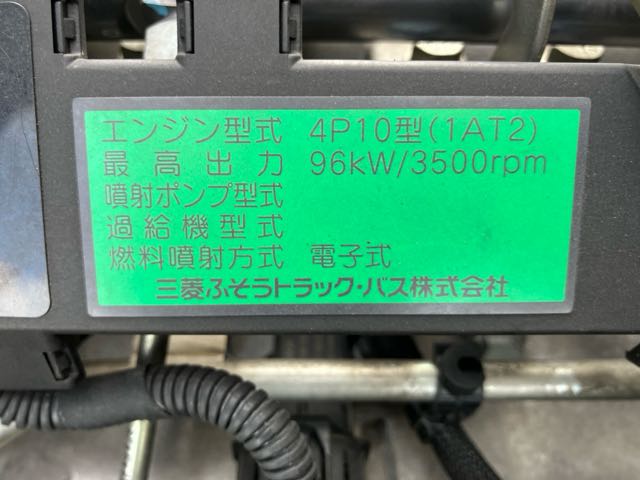 エンジン型式 4P10型(1AT2)
最高出力 96kW/3500rpm
噴射ポンプ型式
過給機型式
燃料噴射方式 電子式
三菱ふそうトラック・バス株式会社